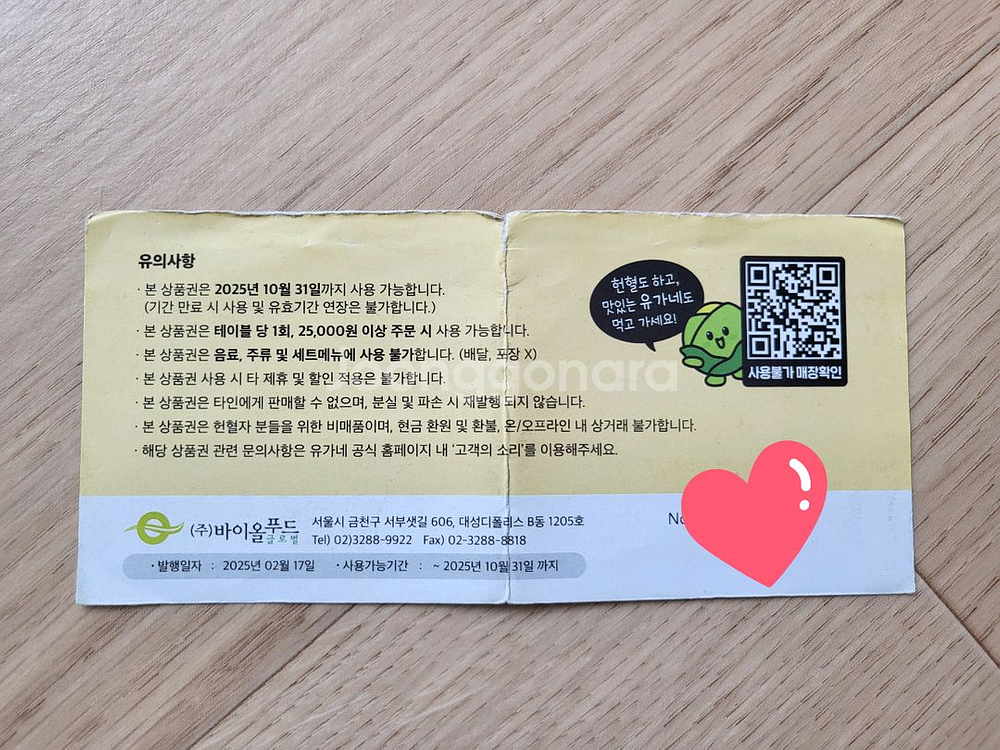 유의사항
· 본 상품권은 2025년 10월 31일까지 사용 가능합니다.
(기간 만료 시 사용 및 유효기간 연장은 불가합니다.)
· 본 상품권은 테이블 당 1회, 25,000원 이상 주문 시 사용 가능합니다.
· 본 상품권은 음료, 주류 및 세트메뉴에 사용 불가합니다. (배달, 포장 X)
· 본 상품권 사용 시 타 제휴 및 할인 적용은 불가합니다.
· 본 상품권은 타인에게 판매할 수 없으며, 분실 및 파손 시 재발행 되지 않습니다.
· 본 상품권은 헌혈자 분들을 위한 비매품이며, 현금 환원 및 환불, 온/오프라인 내 상거래 불가합니다.
· 해당 상품권 관련 문의사항은 유가네 공식 홈페이지 내 '고객의 소리'를 이용해주세요.
헌혈도 하고,
맛있는 유가네도
먹고 가세요!
사용불가 매장확인
(주)바이올푸드
글로벌
서울시 금천구 서부샛길 606, 대성디폴리스 B동 1205호
Tel) 02)3288-9922 Fax) 02-3288-8818
· 발행일자 : 2025년 02월 17일 · 사용가능기간 : ~ 2025년 10월 31일 까지
No